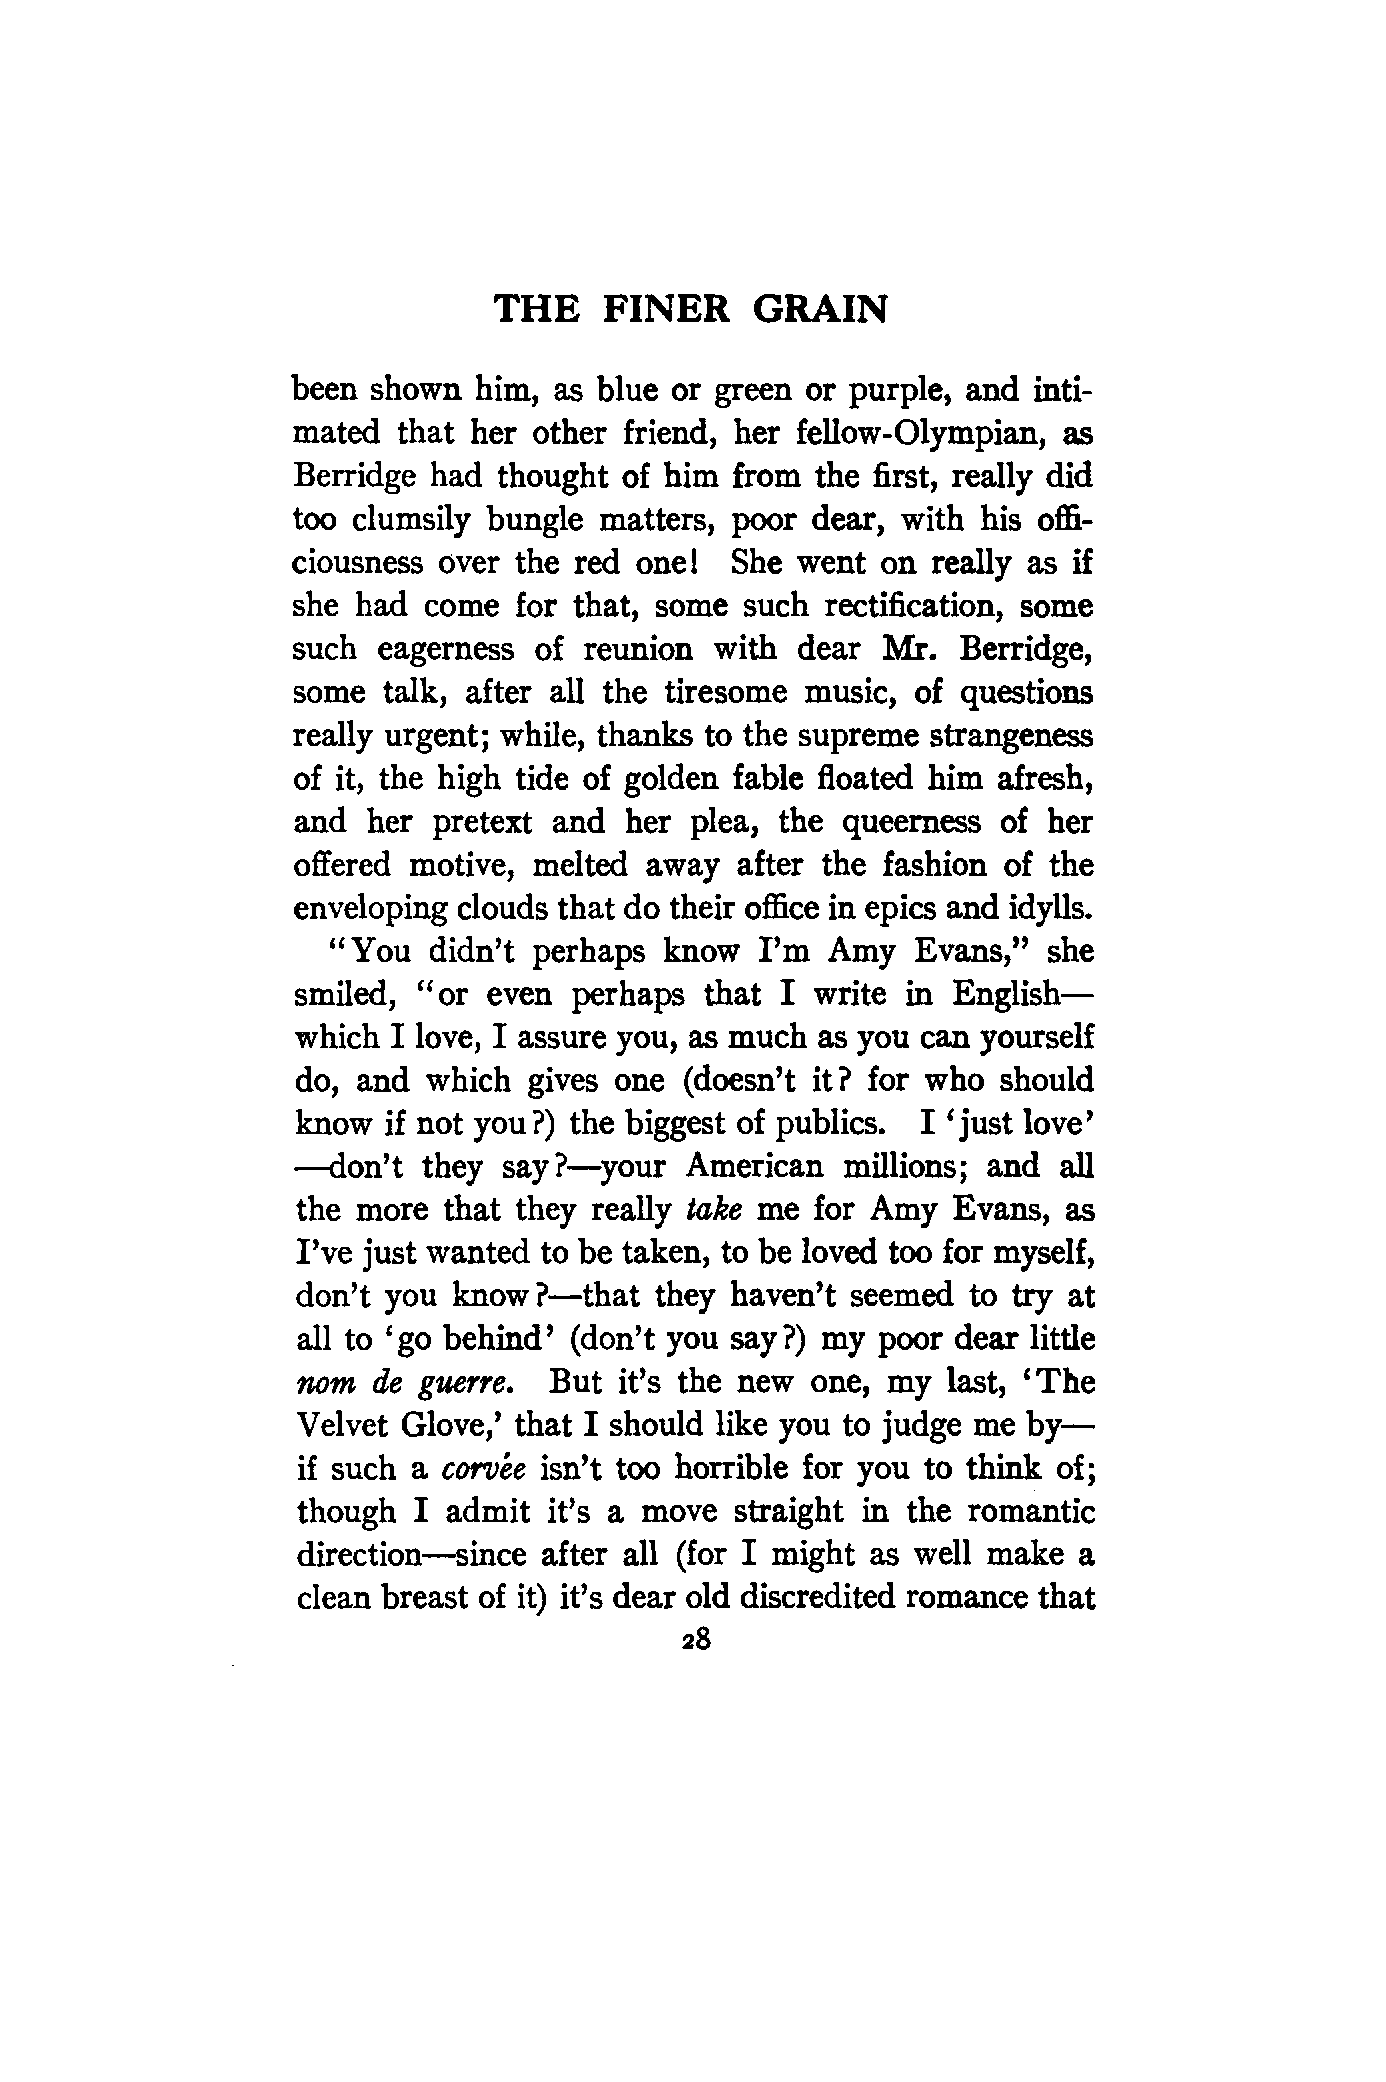 THE FINER GRAIN
been shown him, as blue or green or purple, and inti-
mated that her other friend, her fellow-Olympian, as
Berridge had thought of him from the first, really did
too clumsily bungle matters, poor dear, with his offi-
ciousness over the red one! She went on really as if
she had come for that, some such rectification, some
such eagerness of reunion with dear Mr. Berridge,
some talk, after all the tiresome music, of questions
really urgent; while, thanks to the supreme strangeness
of it, the high tide of golden fable floated him afresh,
and her pretext and her plea, the queerness of her
offered motive, melted away after the fashion of the
enveloping clouds that do their office in epics and idylls.
"You didn't perhaps know I'm Amy Evans," she
smiled, "or even perhaps that I write in English—
which I love, I assure you, as much as you can yourself
do, and which gives one (doesn't it? for who should
know if not you?) the biggest of publics. I 'just love'
—don't they say?—your American millions; and all
the more that they really take me for Amy Evans, as
I've just wanted to be taken, to be loved too for myself,
don't you know?—that they haven't seemed to try at
all to 'go behind' (don't you say?) my poor dear little
nom de guerre. But it's the new one, my last, 'The
Velvet Glove,' that I should like you to judge me by—
if such a corvée isn't too horrible for you to think of;
though I admit it's a move straight in the romantic
direction—since after all (for I might as well make a
clean breast of it) it's dear old discredited romance that
28